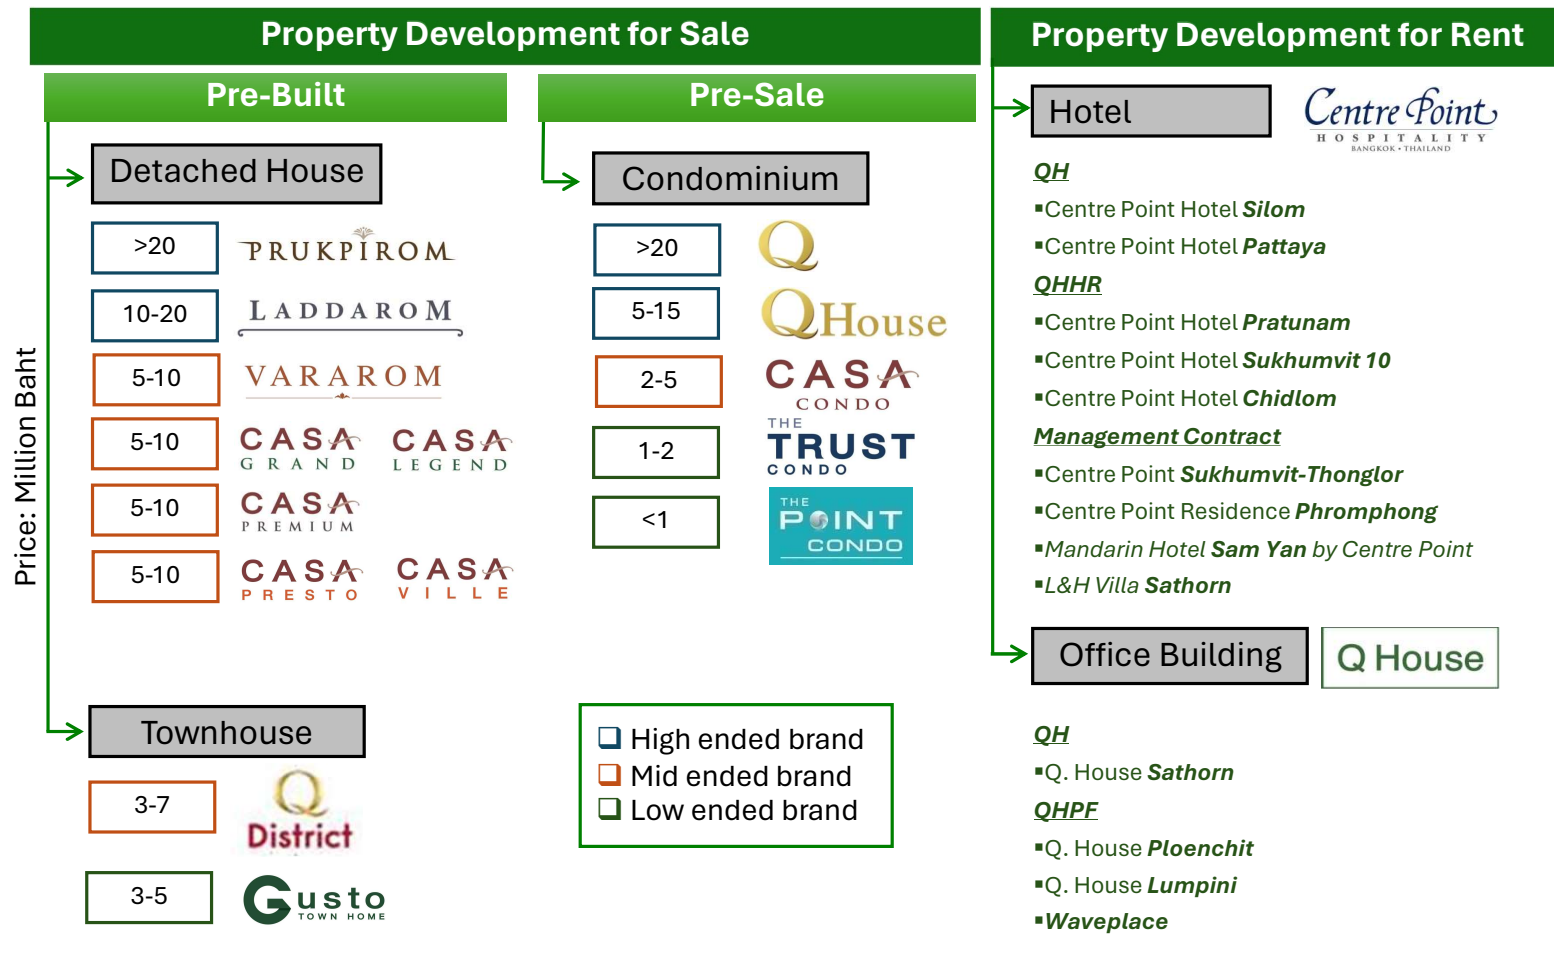 Property Development for Sale
Pre-Built
Detached House
>20
PRUKPIROM
10-20
LADDAROM
5-10
VARAROM
5-10
CASA GRAND
CASA LEGEND
5-10
CASA PREMIUM
5-10
CASA PRESTO
CASA VILLE
Townhouse
3-7
Q District
3-5
Gusto
TOWN HOME
Price: Million Baht
Pre-Sale
Condominium
>20
Q
5-15
Q House
2-5
CASA
CONDO
1-2
THE
TRUST
CONDO
<1
THE
POINT
CONDO
❑ High ended brand
❑ Mid ended brand
❑ Low ended brand
Property Development for Rent
Hotel
Centre Point
HOSPITALITY
BANGKOK • THAILAND
QH
▪Centre Point Hotel Silom
▪Centre Point Hotel Pattaya
QHHR
▪Centre Point Hotel Pratunam
▪Centre Point Hotel Sukhumvit 10
▪Centre Point Hotel Chidlom
Management Contract
▪Centre Point Sukhumvit-Thonglor
▪Centre Point Residence Phromphong
▪Mandarin Hotel Sam Yan by Centre Point
▪L&H Villa Sathorn
Office Building
Q House
QH
▪Q. House Sathorn
QHPF
▪Q. House Ploenchit
▪Q. House Lumpini
▪Waveplace